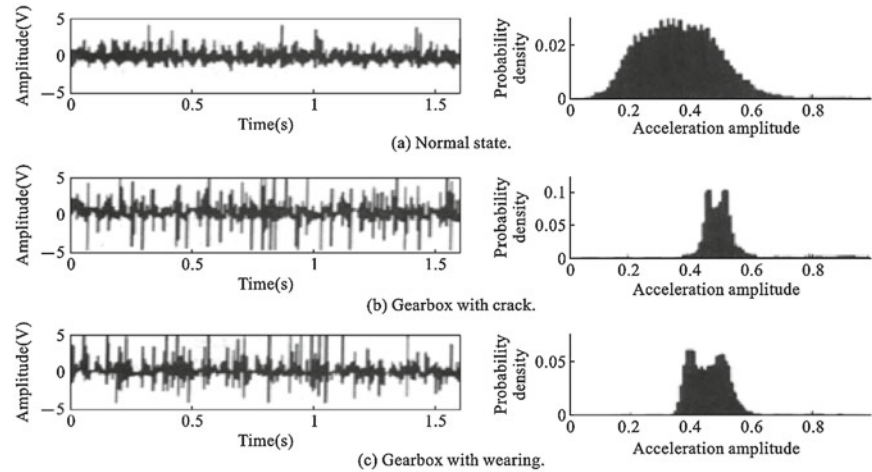 Amplitude(V)
5
0
−5
0
0.5
1
1.5
Time(s)
Probability
density
0.02
0
0
0.2
0.4
0.6
0.8
Acceleration amplitude
(a) Normal state.
Amplitude(V)
5
0
−5
0
0.5
1
1.5
Time(s)
Probability
density
0.1
0.05
0
0
0.2
0.4
0.6
0.8
Acceleration amplitude
(b) Gearbox with crack.
Amplitude(V)
5
0
−5
0
0.5
1
1.5
Time(s)
Probability
density
0.05
0
0
0.2
0.4
0.6
0.8
Acceleration amplitude
(c) Gearbox with wearing.